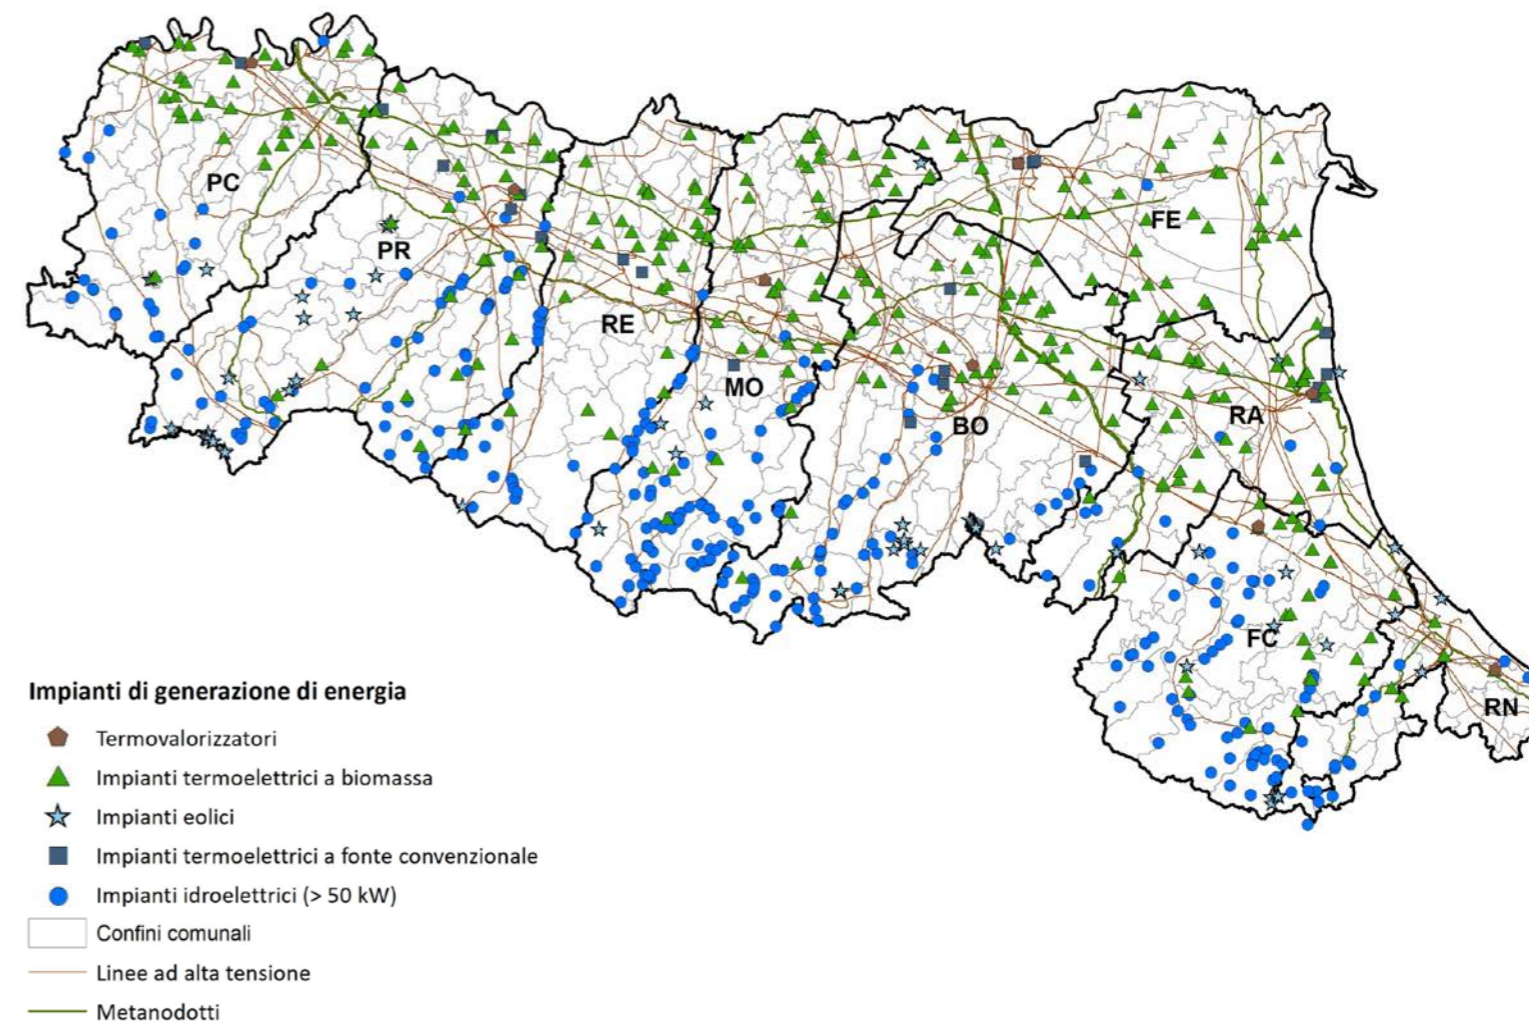 PC
PR
FE
RE
MO
BO
RA
FC
RN
Impianti di generazione di energia
Termovalorizzatori
Impianti termoelettrici a biomassa
Impianti eolici
Impianti termoelettrici a fonte convenzionale
Impianti idroelettrici (> 50 kW)
Confini comunali
Linee ad alta tensione
Metanodotti